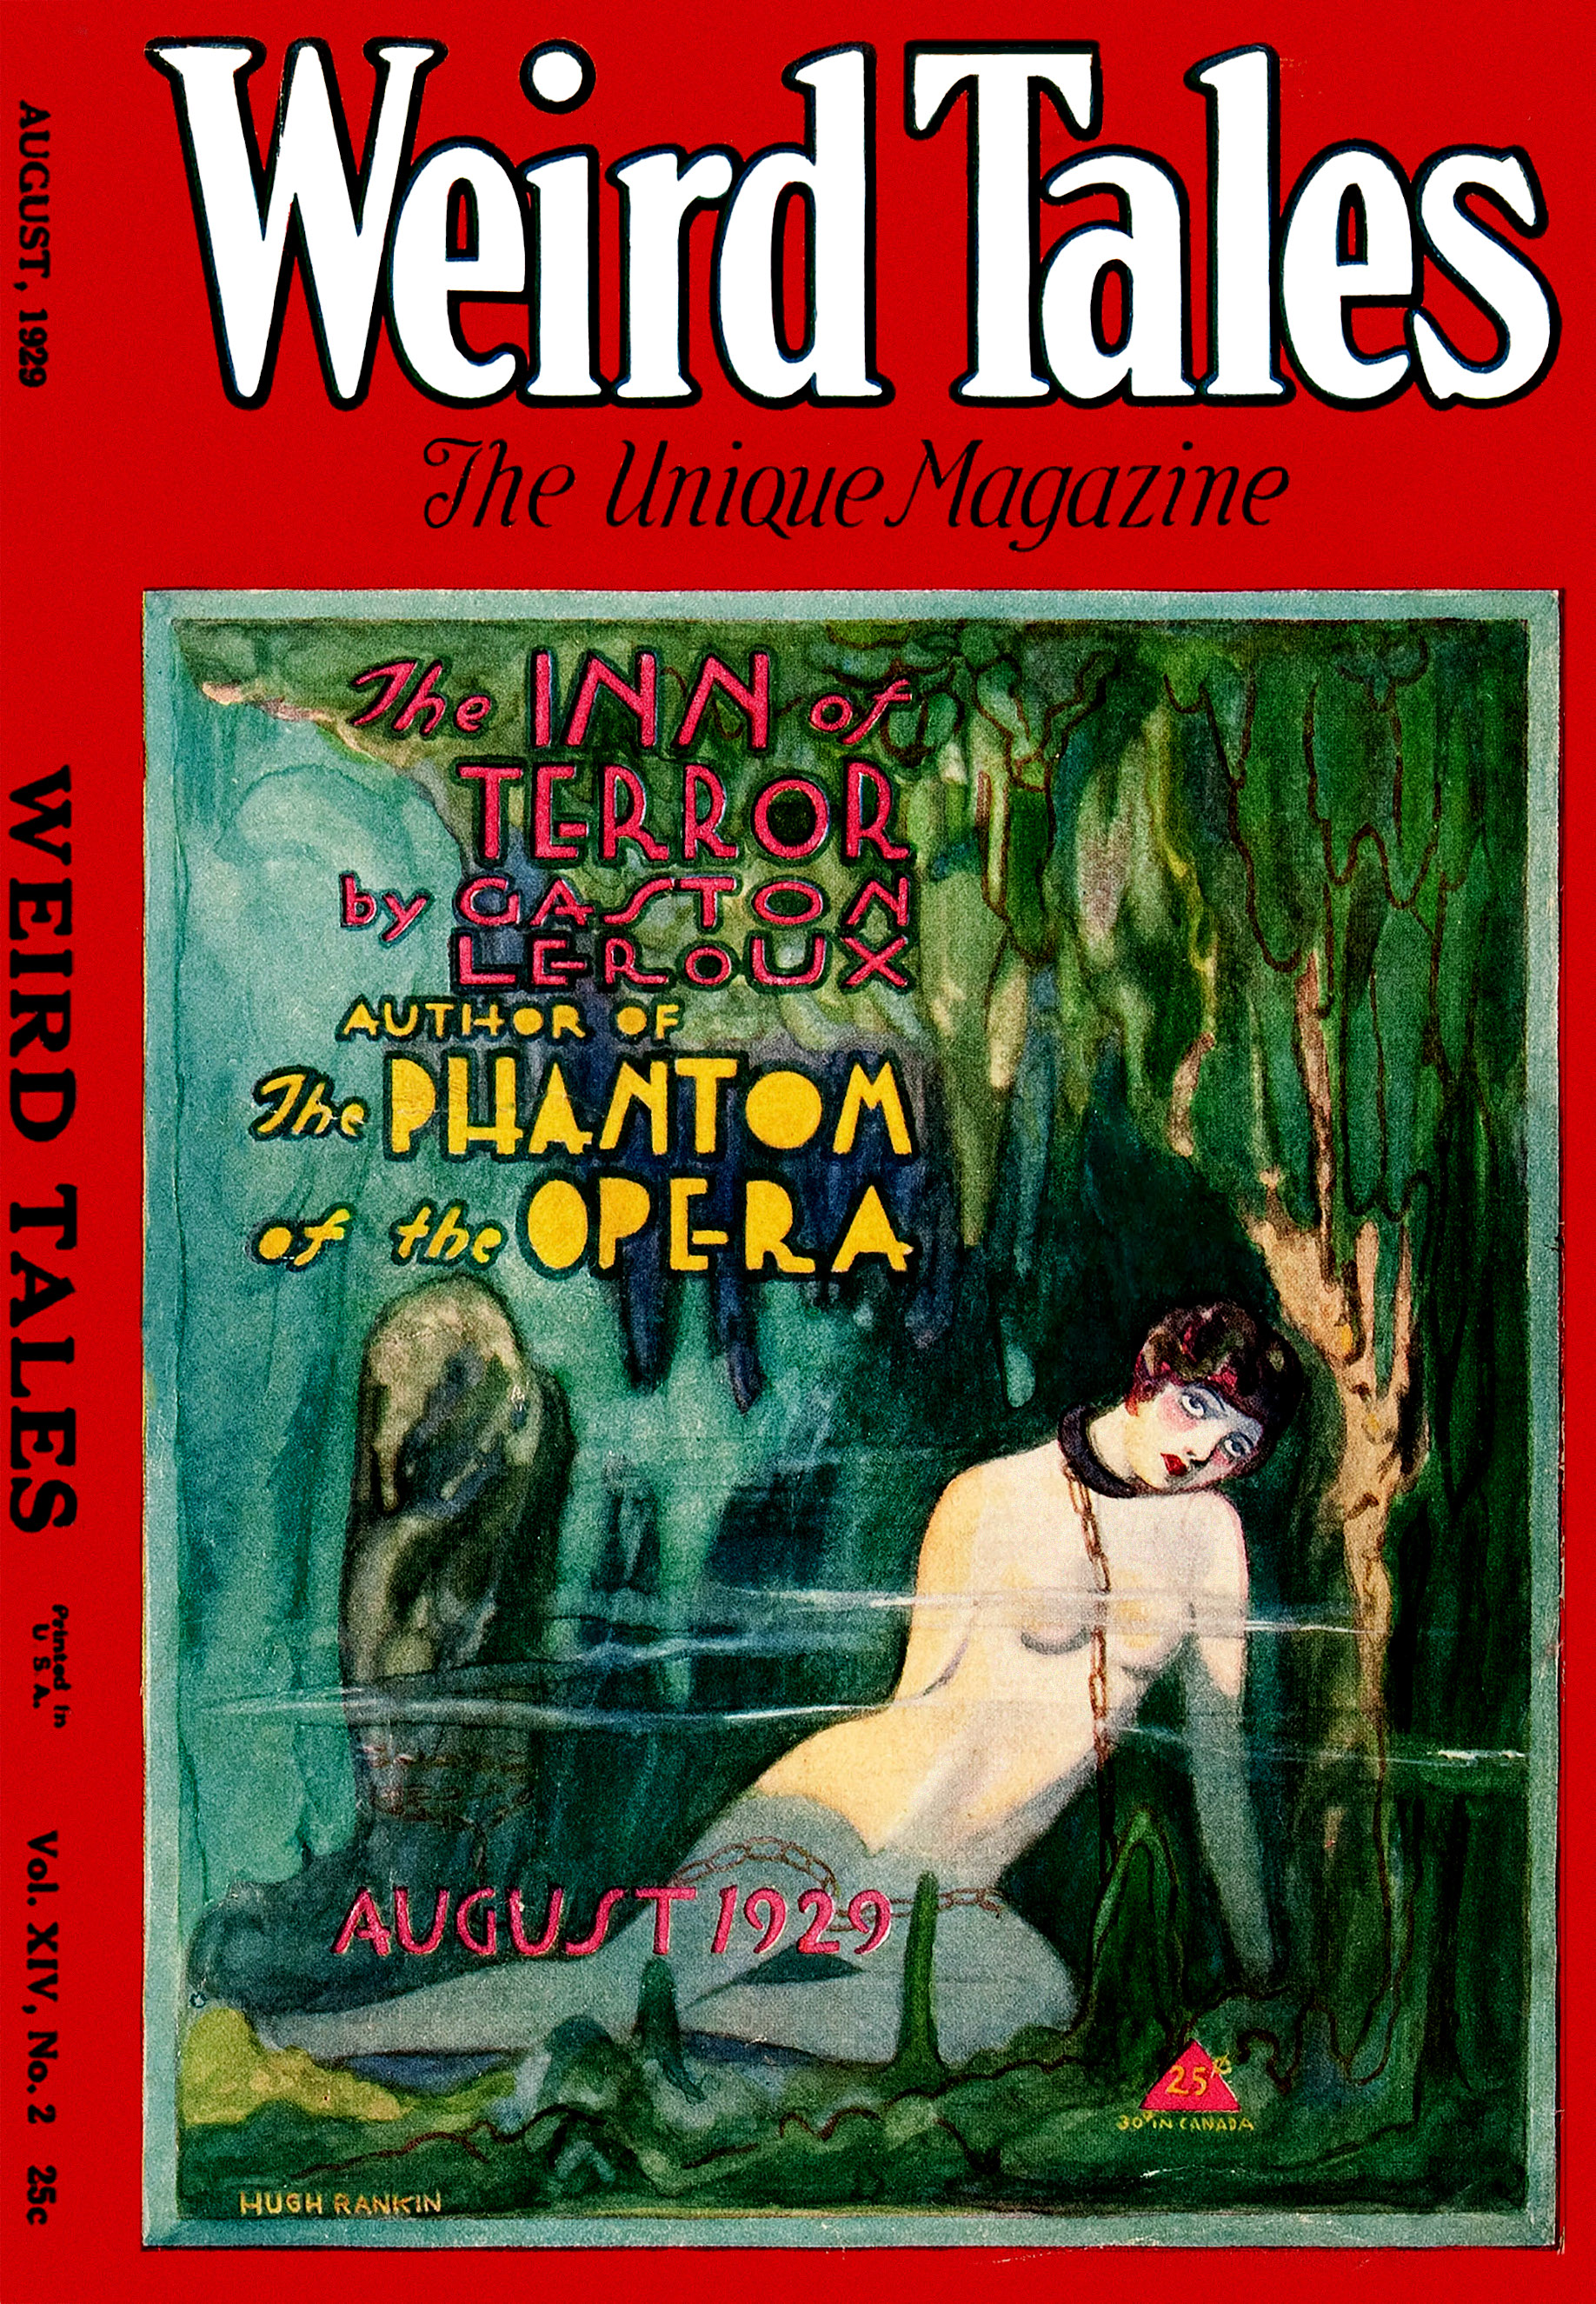 Weird Tales
The Unique Magazine
The INN of
TERROR
by GASTON
LEROUX
AUTHOR OF
The PHANTOM
of the OPERA
AUGUST 1929
25¢
30¢ IN CANADA
HUGH RANKIN
AUGUST, 1929
WEIRD TALES
Printed in
U S. A.
Vol. XIV, No. 2
25c